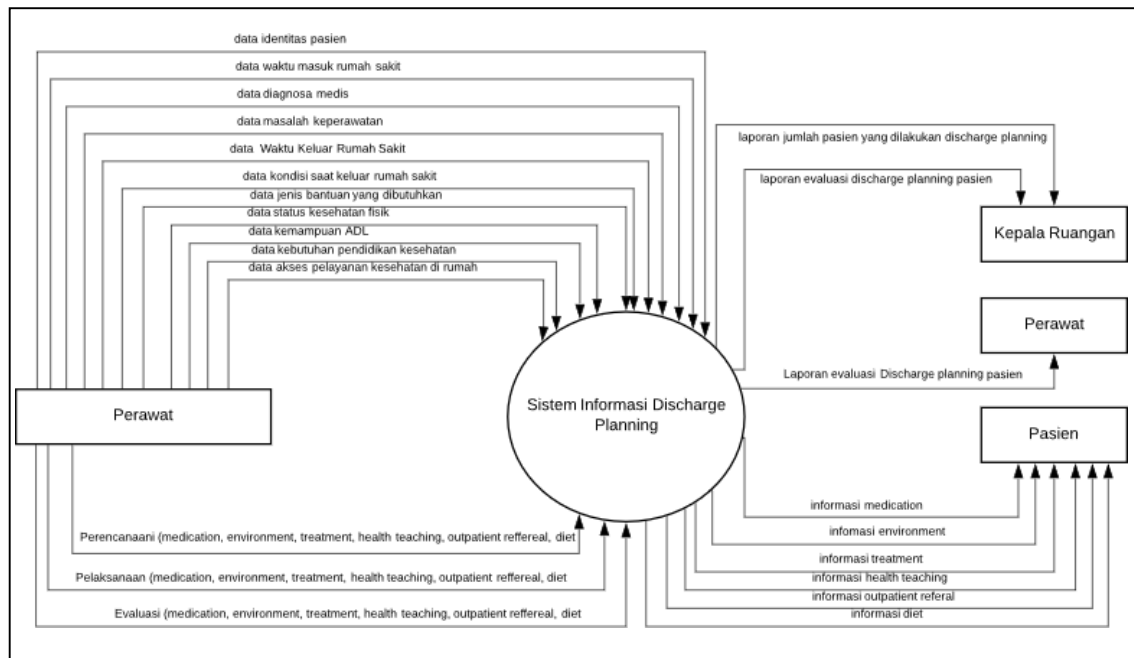 data identitas pasien
data waktu masuk rumah sakit
data diagnosa medis
data masalah keperawatan
data Waktu Keluar Rumah Sakit
data kondisi saat keluar rumah sakit
data jenis bantuan yang dibutuhkan
data status kesehatan fisik
data kemampuan ADL
data kebutuhan pendidikan kesehatan
data akses pelayanan kesehatan di rumah
laporan jumlah pasien yang dilakukan discharge planning
laporan evaluasi discharge planning pasien
Kepala Ruangan
Perawat
Laporan evaluasi Discharge planning pasien
Perawat
Sistem Informasi Discharge
Planning
Pasien
informasi medication
infomasi environment
informasi treatment
informasi health teaching
informasi outpatient referal
informasi diet
Perencanaani (medication, environment, treatment, health teaching, outpatient reffereal, diet
Pelaksanaan (medication, environment, treatment, health teaching, outpatient reffereal, diet
Evaluasi (medication, environment, treatment, health teaching, outpatient reffereal, diet